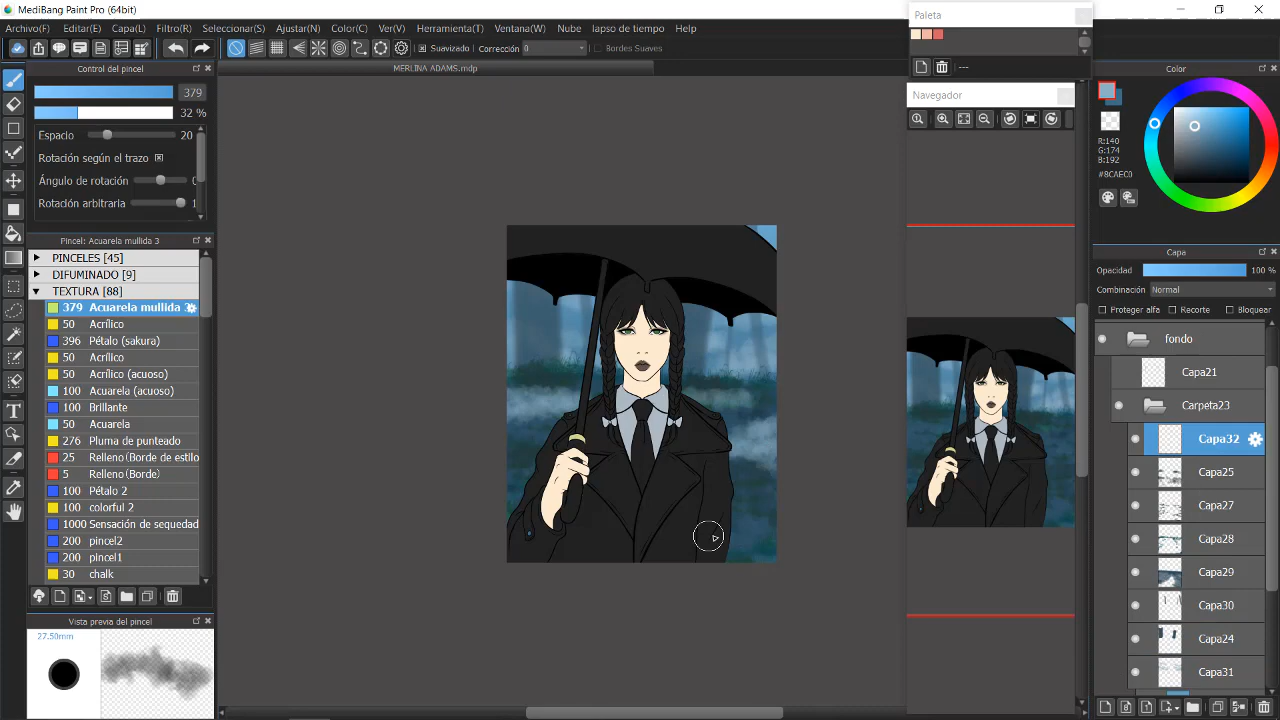 MediBang Paint Pro (64bit)
Archivo(F) Editar(E) Capa(L) Filtro(R) Seleccionar(S) Ajustar(N) Color(C) Ver(V) Herramienta(T) Ventana(W) Nube lapso de tiempo Help
Suavizado Corrección 0 Bordes Suaves
MERLINA ADAMS.mdp
Control del pincel
379
32 %
Espacio 20
Rotación según el trazo
Ángulo de rotación 0
Rotación arbitraria 1
Pincel: Acuarela mullida 3
PINCELES [45]
DIFUMINADO [9]
TEXTURA [88]
379 Acuarela mullida 3
50 Acrílico
396 Pétalo (sakura)
50 Acrílico
50 Acrílico (acuoso)
100 Acuarela (acuoso)
100 Brillante
50 Acuarela
276 Pluma de punteado
25 Relleno(Borde de estilo
5 Relleno(Borde)
100 Pétalo 2
100 colorful 2
1000 Sensación de sequedad
200 pincel2
200 pincel1
30 chalk
Vista previa del pincel
27.50mm
Paleta
---
Navegador
Color
R:140
G:174
B:192
#8CAEC0
Capa
Opacidad 100 %
Combinación Normal
Proteger alfa Recorte Bloquear
fondo
Capa21
Carpeta23
Capa32
Capa25
Capa27
Capa28
Capa29
Capa30
Capa24
Capa31